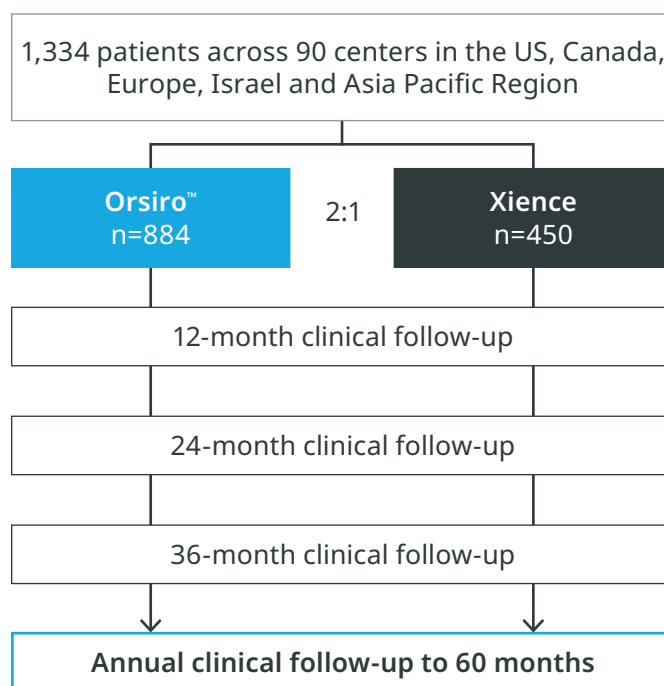 1,334 patients across 90 centers in the US, Canada,
Europe, Israel and Asia Pacific Region
Orsiro™
n=884
2:1
Xience
n=450
12-month clinical follow-up
24-month clinical follow-up
36-month clinical follow-up
Annual clinical follow-up to 60 months